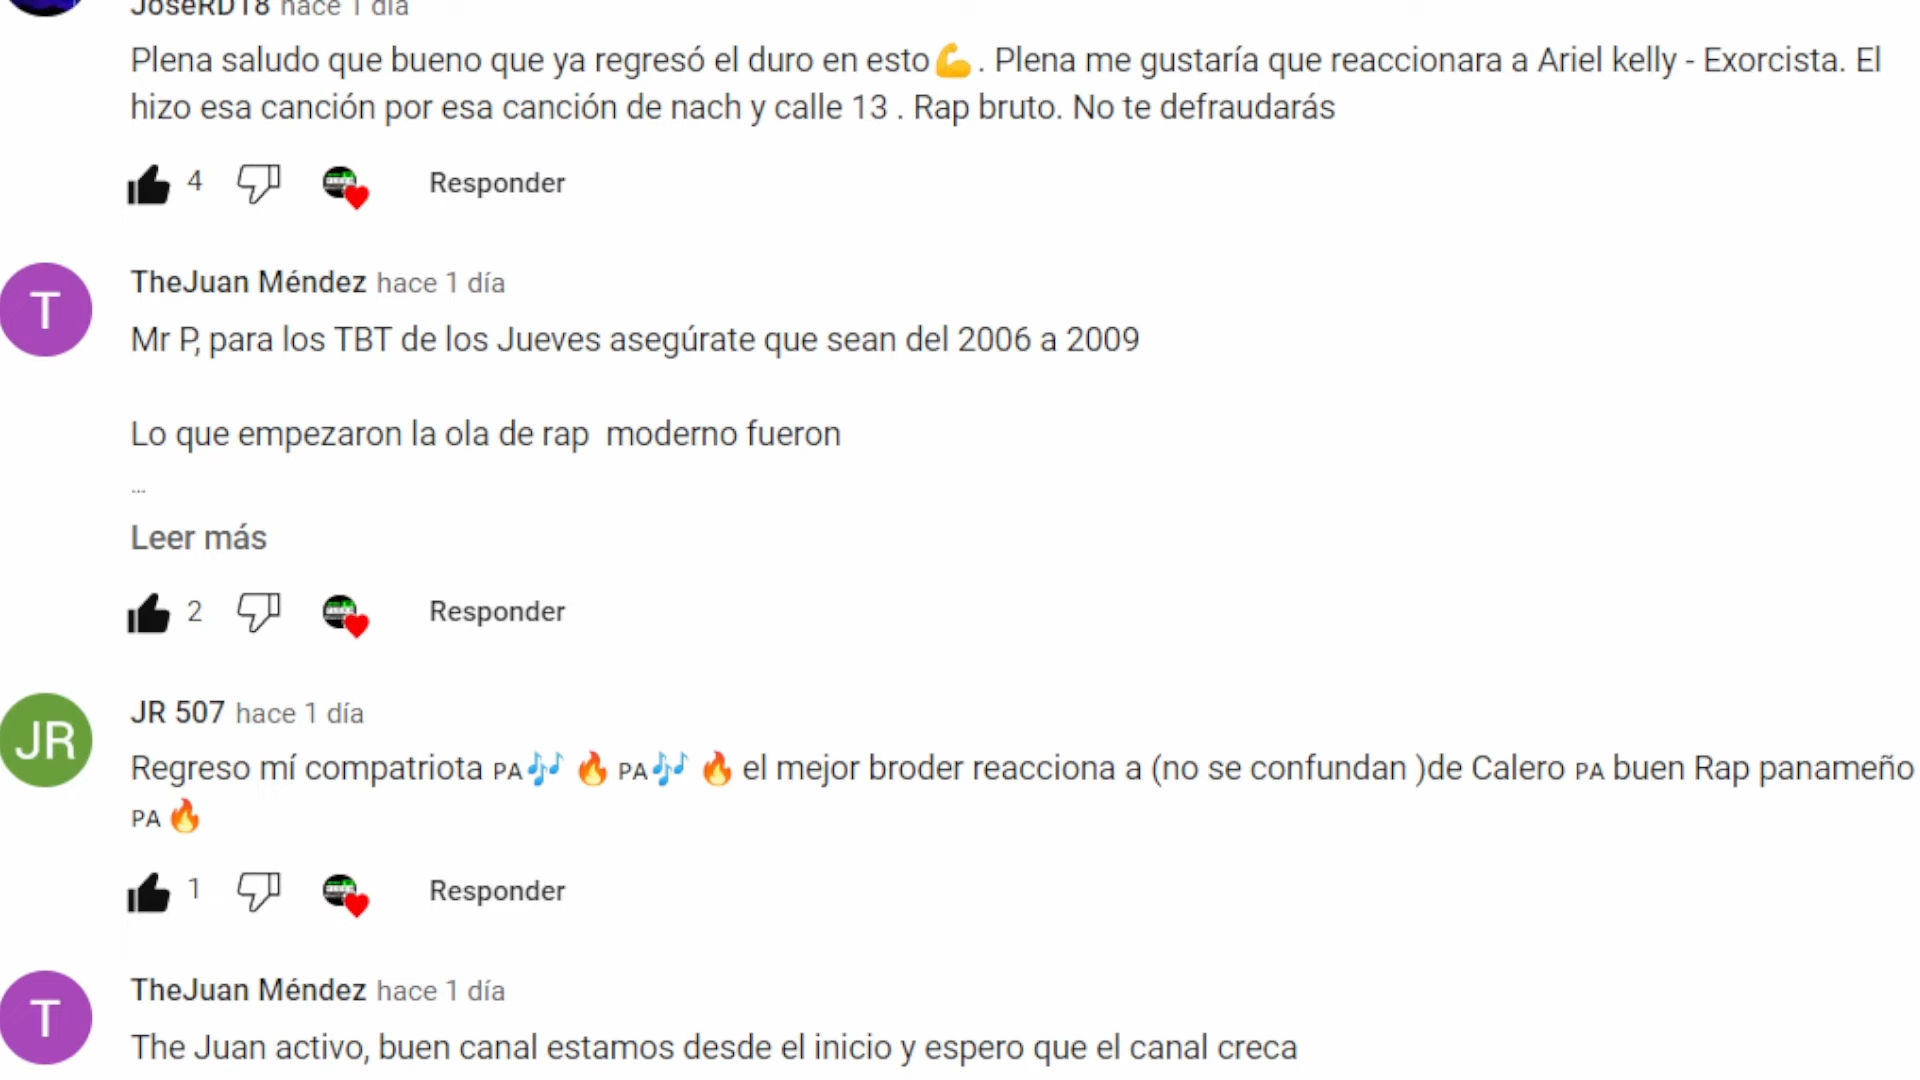 JoseRD18 hace 1 día
Plena saludo que bueno que ya regresó el duro en esto💪. Plena me gustaría que reaccionara a Ariel kelly - Exorcista. El
hizo esa canción por esa canción de nach y calle 13 . Rap bruto. No te defraudarás
4 Responder
T
TheJuan Méndez hace 1 día
Mr P, para los TBT de los Jueves asegúrate que sean del 2006 a 2009
Lo que empezaron la ola de rap  moderno fueron
...
Leer más
2 Responder
JR
JR 507 hace 1 día
Regreso mí compatriota PA🎶 🔥 PA🎶 🔥 el mejor broder reacciona a (no se confundan )de Calero PA buen Rap panameño
PA 🔥
1 Responder
T
TheJuan Méndez hace 1 día
The Juan activo, buen canal estamos desde el inicio y espero que el canal creca